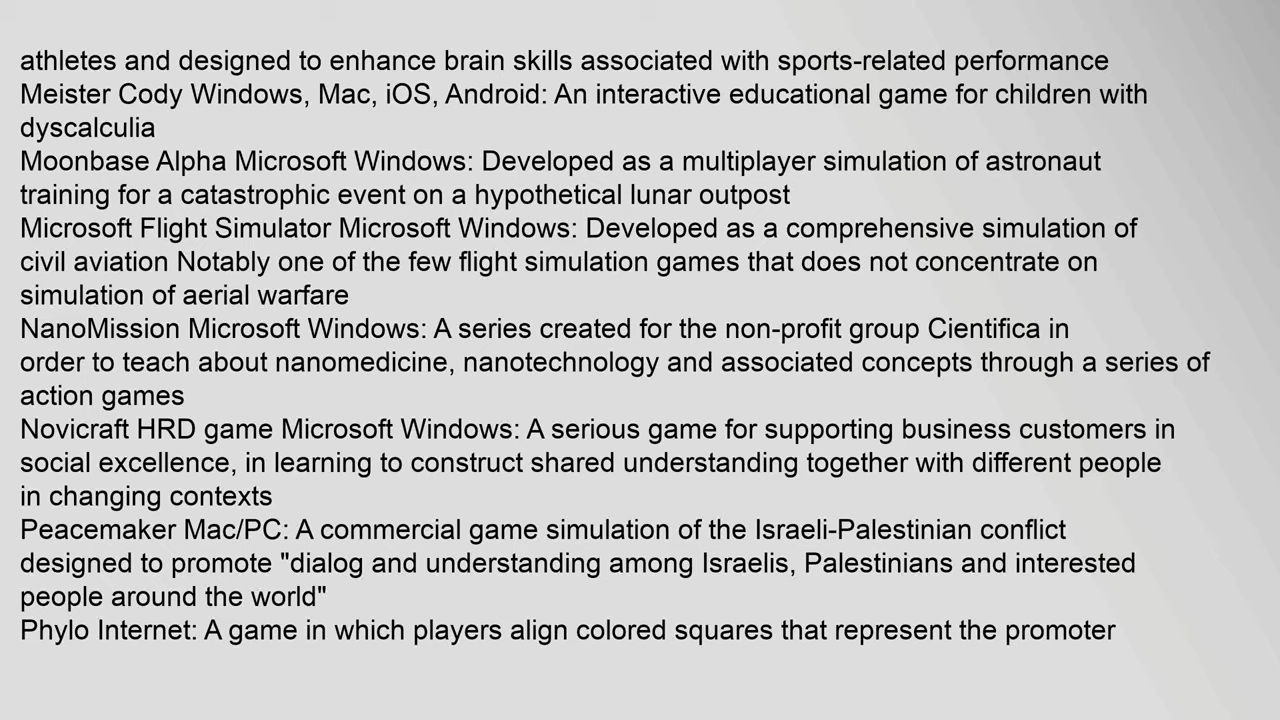 athletes and designed to enhance brain skills associated with sports-related performance
Meister Cody Windows, Mac, iOS, Android: An interactive educational game for children with
dyscalculia
Moonbase Alpha Microsoft Windows: Developed as a multiplayer simulation of astronaut
training for a catastrophic event on a hypothetical lunar outpost
Microsoft Flight Simulator Microsoft Windows: Developed as a comprehensive simulation of
civil aviation Notably one of the few flight simulation games that does not concentrate on
simulation of aerial warfare
NanoMission Microsoft Windows: A series created for the non-profit group Cientifica in
order to teach about nanomedicine, nanotechnology and associated concepts through a series of
action games
Novicraft HRD game Microsoft Windows: A serious game for supporting business customers in
social excellence, in learning to construct shared understanding together with different people
in changing contexts
Peacemaker Mac/PC: A commercial game simulation of the Israeli-Palestinian conflict
designed to promote "dialog and understanding among Israelis, Palestinians and interested
people around the world"
Phylo Internet: A game in which players align colored squares that represent the promoter